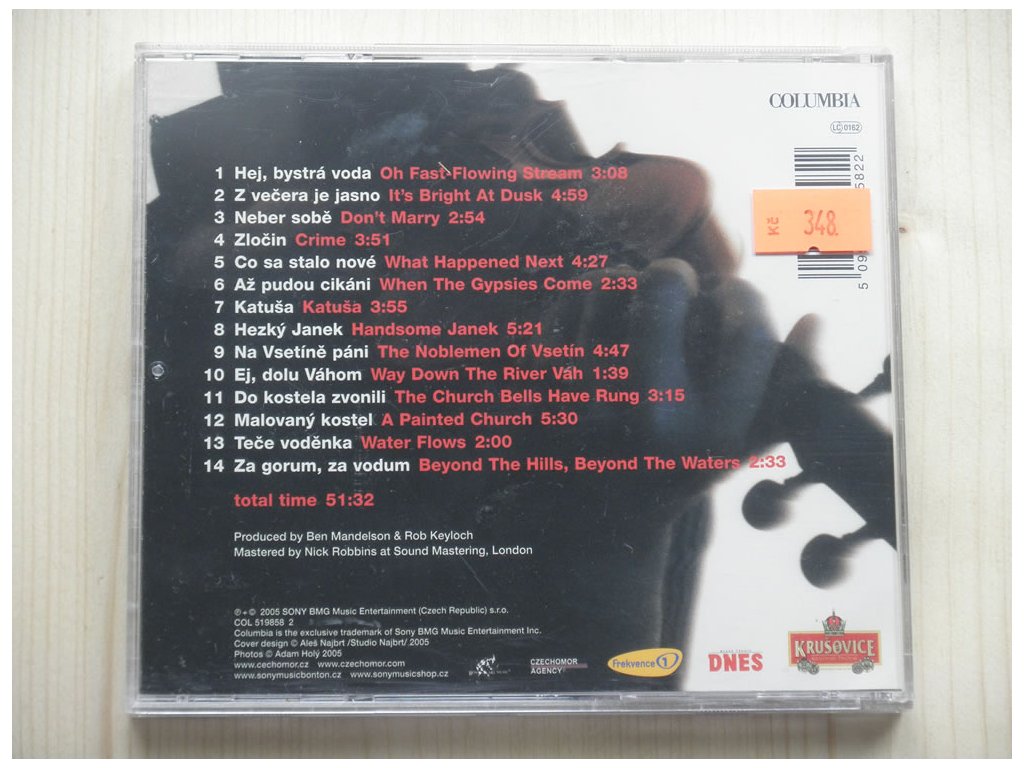 COLUMBIA
LC 0162
1 Hej, bystrá voda Oh Fast Flowing Stream 3:08
2 Z večera je jasno It's Bright At Dusk 4:59
3 Neber sobě Don't Marry 2:54
4 Zločin Crime 3:51
5 Co sa stalo nové What Happened Next 4:27
6 Až pudou cikáni When The Gypsies Come 2:33
7 Katuša Katuša 3:55
8 Hezký Janek Handsome Janek 5:21
9 Na Vsetíně páni The Noblemen Of Vsetín 4:47
10 Ej, dolu Váhom Way Down The River Váh 1:39
11 Do kostela zvonili The Church Bells Have Rung 3:15
12 Malovaný kostel A Painted Church 5:30
13 Teče voděnka Water Flows 2:00
14 Za gorum, za vodum Beyond The Hills, Beyond The Waters 2:33
total time 51:32
Kč 348.
5 09 5822
Produced by Ben Mandelson & Rob Keyloch
Mastered by Nick Robbins at Sound Mastering, London
℗+© 2005 SONY BMG Music Entertainment (Czech Republic) s.r.o.
COL 519858 2
Columbia is the exclusive trademark of Sony BMG Music Entertainment Inc.
Cover design © Aleš Najbrt /Studio Najbrt/ 2005
Photos © Adam Holý 2005
www.cechomor.cz www.czechomor.com
www.sonymusicbonton.cz www.sonymusicshop.cz
CZECHOMOR
AGENCY
Frekvence 1
DNES
KRUŠOVICE